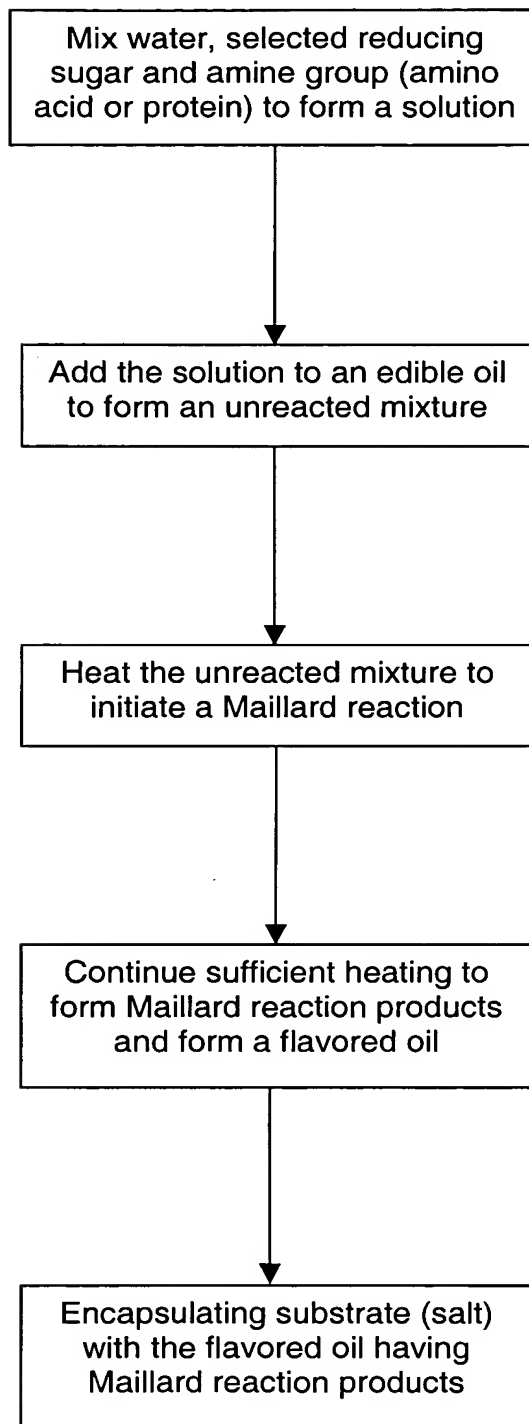 Mix water, selected reducing
sugar and amine group (amino
acid or protein) to form a solution
Add the solution to an edible oil
to form an unreacted mixture
Heat the unreacted mixture to
initiate a Maillard reaction
Continue sufficient heating to
form Maillard reaction products
and form a flavored oil
Encapsulating substrate (salt)
with the flavored oil having
Maillard reaction products